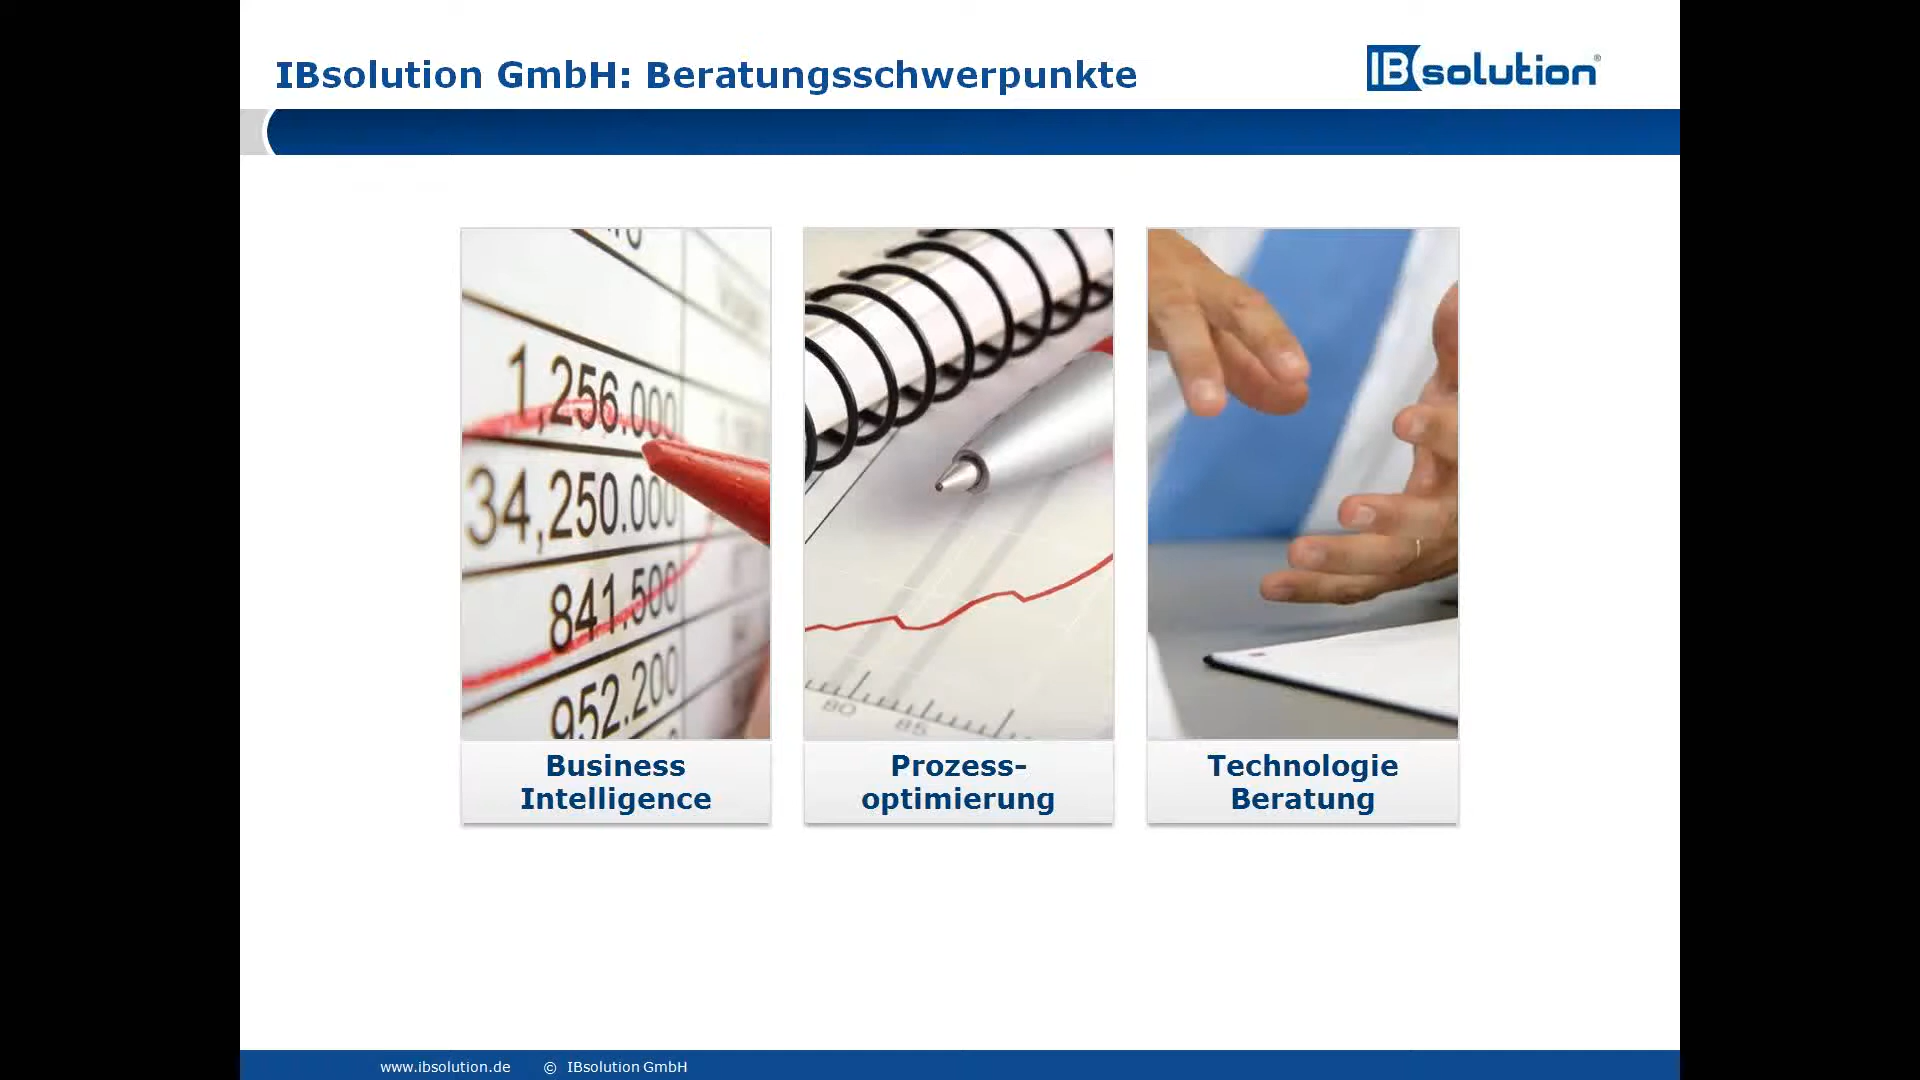 IBsolution GmbH: Beratungsschwerpunkte
IBsolution®
1,256.000
34,250.000
841.500
952.200
80
85
Business
Intelligence
Prozess-
optimierung
Technologie
Beratung
www.ibsolution.de © IBsolution GmbH